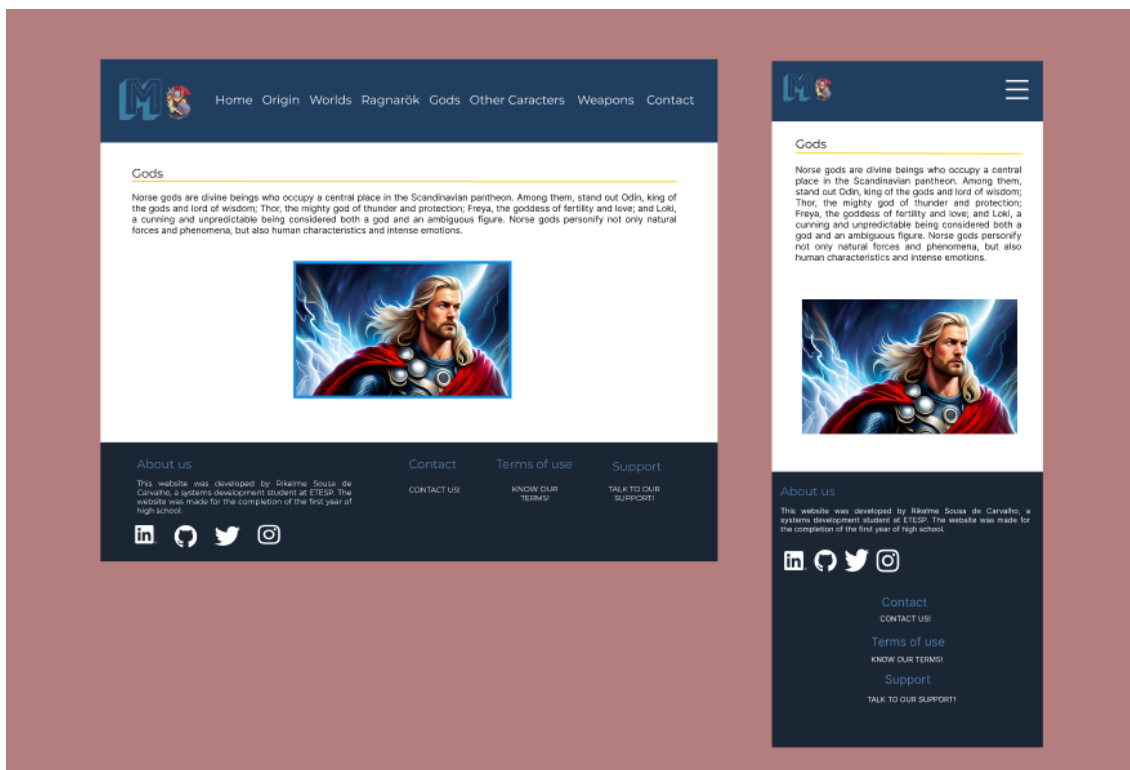 M
Home Origin Worlds Ragnarök Gods Other Caracters Weapons Contact
Gods
Norse gods are divine beings who occupy a central place in the Scandinavian pantheon. Among them, stand out Odin, king of
the gods and lord of wisdom; Thor, the mighty god of thunder and protection; Freya, the goddess of fertility and love; and Loki,
a cunning and unpredictable being considered both a god and an ambiguous figure. Norse gods personify not only natural
forces and phenomena, but also human characteristics and intense emotions.
About us
This website was developed by Rikelme Sousa de
Carvalho, a systems development student at ETESP. The
website was made for the completion of the first year of
high school.
in
Contact
CONTACT US!
Terms of use
KNOW OUR
TERMS!
Support
TALK TO OUR
SUPPORT!
M
Gods
Norse gods are divine beings who occupy a central
place in the Scandinavian pantheon. Among them,
stand out Odin, king of the gods and lord of wisdom;
Thor, the mighty god of thunder and protection;
Freya, the goddess of fertility and love; and Loki, a
cunning and unpredictable being considered both a
god and an ambiguous figure. Norse gods personify
not only natural forces and phenomena, but also
human characteristics and intense emotions.
About us
This website was developed by Rikelme Sousa de Carvalho, a
systems development student at ETESP. The website was made for
the completion of the first year of high school.
in
Contact
CONTACT US!
Terms of use
KNOW OUR TERMS!
Support
TALK TO OUR SUPPORT!